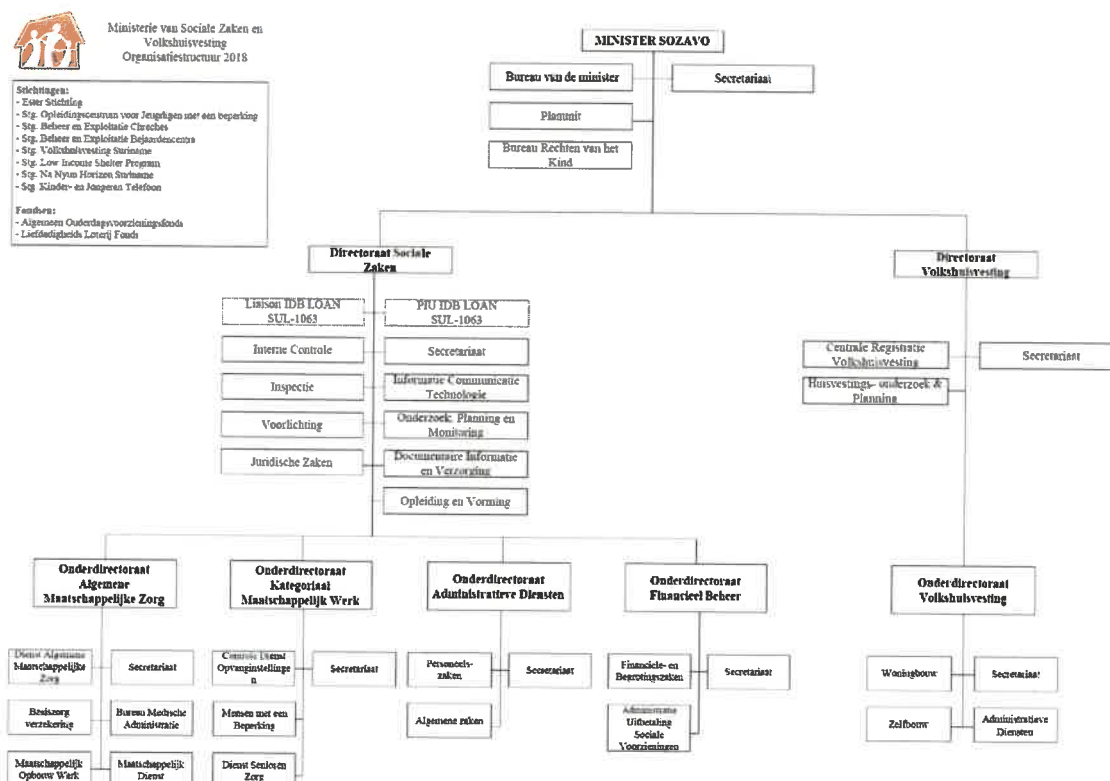 Ministerie van Sociale Zaken en
Volkshuisvesting
Organisatiestructuur 2018
Stichtingen:
- Ester Stichting
- Stg. Opleidingscentrum voor Jeugdigen met een beperking
- Stg. Beheer en Exploitatie Chreches
- Stg. Beheer en Exploitatie Bejaardencentra
- Stg. Volkshuisvesting Suriname
- Stg. Low Income Shelter Program
- Stg. Na Nyun Horizon Suriname
- Stg. Kinder- en Jongeren Telefoon
Fondsen:
- Algemeen Ouderdagsvoorzieningsfonds
- Liefdadigheids Loterij Fonds
MINISTER SOZAVO
Bureau van de minister
Secretariaat
Planunit
Bureau Rechten van het
Kind
Directoraat Sociale
Zaken
Directoraat
Volkshuisvesting
Liaison IDB LOAN
SUL-1063
PIU IDB LOAN
SUL-1063
Interne Controle
Secretariaat
Inspectie
Informatie Communicatie
Technologie
Voorlichting
Onderzoek, Planning en
Monitoring
Juridische Zaken
Documentaire Informatie
en Verzorging
Opleiding en Vorming
Centrale Registratie
Volkshuisvesting
Secretariaat
Huisvestings- onderzoek &
Planning
Onderdirectoraat
Algemene
Maatschappelijke Zorg
Onderdirectoraat
Kategoriaal
Maatschappelijk Werk
Onderdirectoraat
Administratieve Diensten
Onderdirectoraat
Financieel Beheer
Onderdirectoraat
Volkshuisvesting
Dienst Algemene
Maatschappelijke
Zorg
Secretariaat
Basiszorg
verzekering
Bureau Medische
Administratie
Maatschappelijk
Opbouw Werk
Maatschappelijk
Dienst
Controle Dienst
Opvanginstellinge
n
Secretariaat
Mensen met een
Beperking
Dienst Senioren
Zorg
Personeels-
zaken
Secretariaat
Algemene zaken
Financiele- en
Begrotingszaken
Secretariaat
Administratie
Uitbetaling
Sociale
Voorzieningen
Woningbouw
Secretariaat
Zelfbouw
Administratieve
Diensten